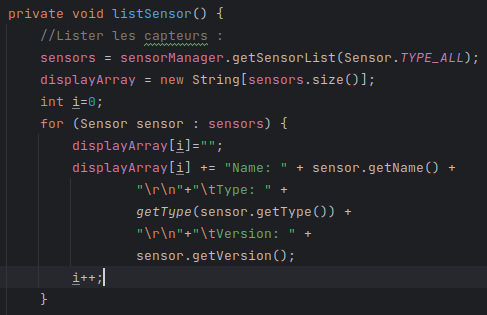 private void listSensor() {
    //Lister les capteurs :
    sensors = sensorManager.getSensorList(Sensor.TYPE_ALL);
    displayArray = new String[sensors.size()];
    int i=0;
    for (Sensor sensor : sensors) {
        displayArray[i]="";
        displayArray[i] += "Name: " + sensor.getName() +
                "\r\n"+"\tType: " +
                getType(sensor.getType()) +
                "\r\n"+"\tVersion: " +
                sensor.getVersion();
        i++;
    }